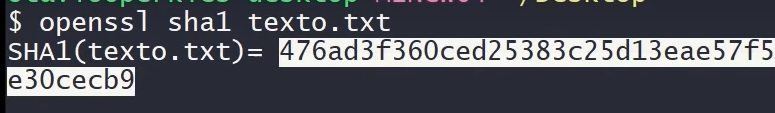 $ openssl sha1 texto.txt
SHA1(texto.txt)= 476ad3f360ced25383c25d13eae57f5
e30cecb9